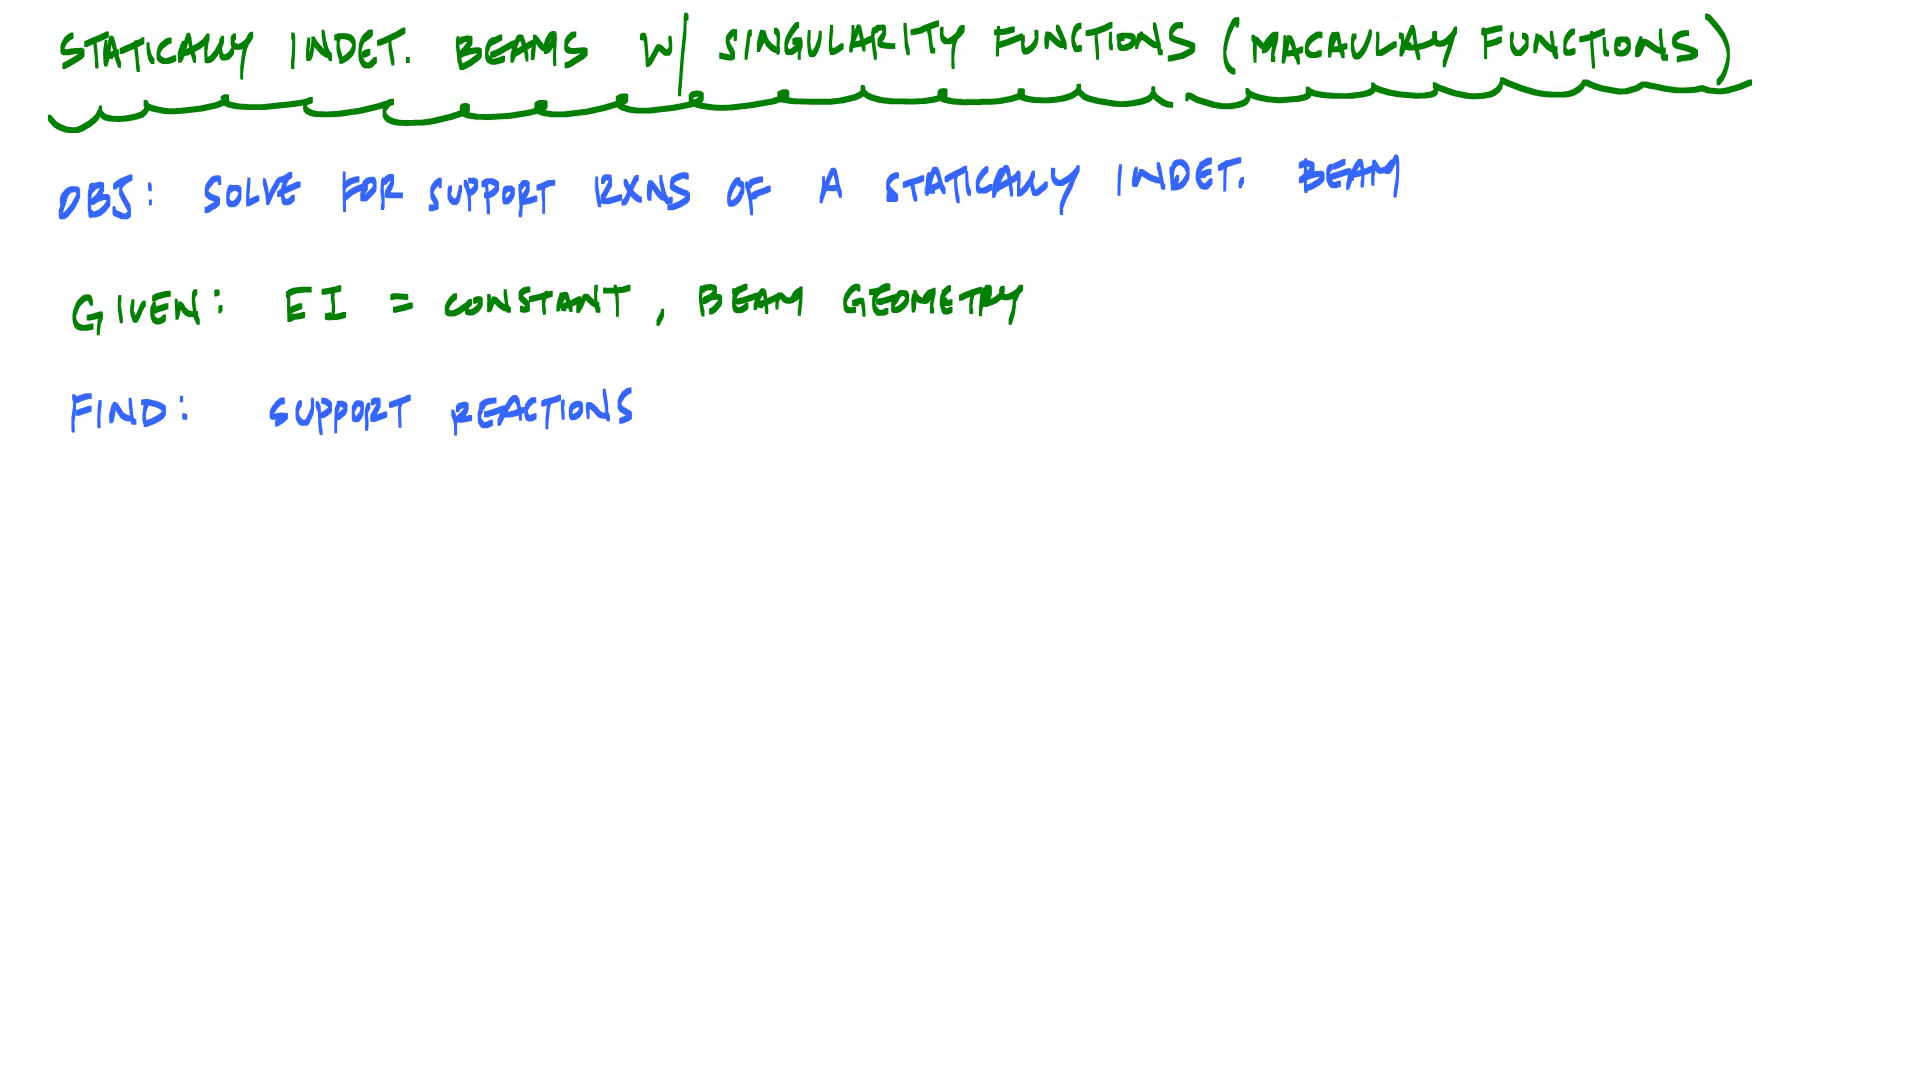 STATICALLY INDET. BEAMS W/ SINGULARITY FUNCTIONS (MACAULAY FUNCTIONS)
OBJ: SOLVE FOR SUPPORT RXNS OF A STATICALLY INDET. BEAM
GIVEN: EI = CONSTANT, BEAM GEOMETRY
FIND: SUPPORT REACTIONS